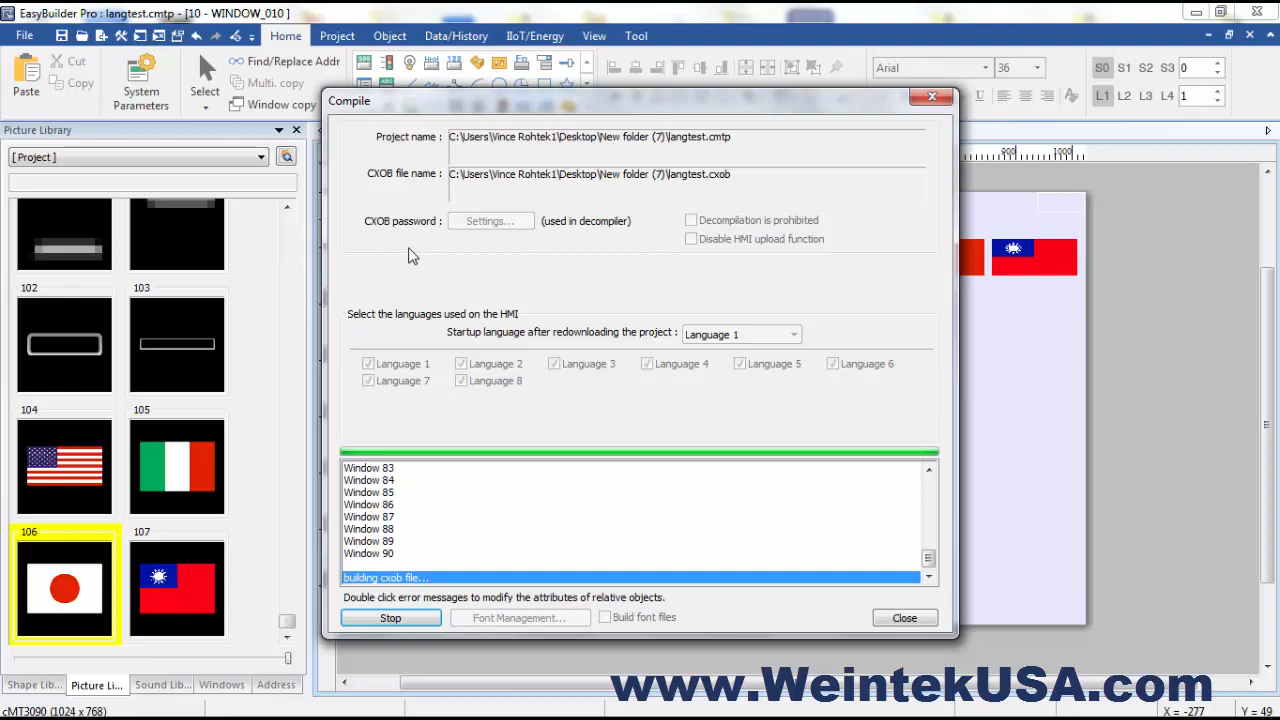 EasyBuilder Pro : langtest.cmtp - [10 - WINDOW_010 ]
File Home Project Object Data/History IIoT/Energy View Tool
Paste
Cut
Copy
System Parameters
Select
Find/Replace Addr
Multi. copy
Window copy
Arial 36
S0 S1 S2 S3 0
U
L1 L2 L3 L4 1
Picture Library
[ Project ]
102 103
104 105
106 107
Shape Lib... Picture Li... Sound Lib... Windows Address
cMT3090 (1024 x 768)
Compile
Project name : C:\Users\Vince Rohtek1\Desktop\New folder (7)\langtest.cmtp
CXOB file name : C:\Users\Vince Rohtek1\Desktop\New folder (7)\langtest.cxob
CXOB password : Settings... (used in decompiler) Decompilation is prohibited
Disable HMI upload function
Select the languages used on the HMI
Startup language after redownloading the project : Language 1
Language 1 Language 2 Language 3 Language 4 Language 5 Language 6
Language 7 Language 8
Window 83
Window 84
Window 85
Window 86
Window 87
Window 88
Window 89
Window 90
building cxob file...
Double click error messages to modify the attributes of relative objects.
Stop Font Management... Build font files Close
900 1000
www.WeintekUSA.com
X = -277 Y = 49